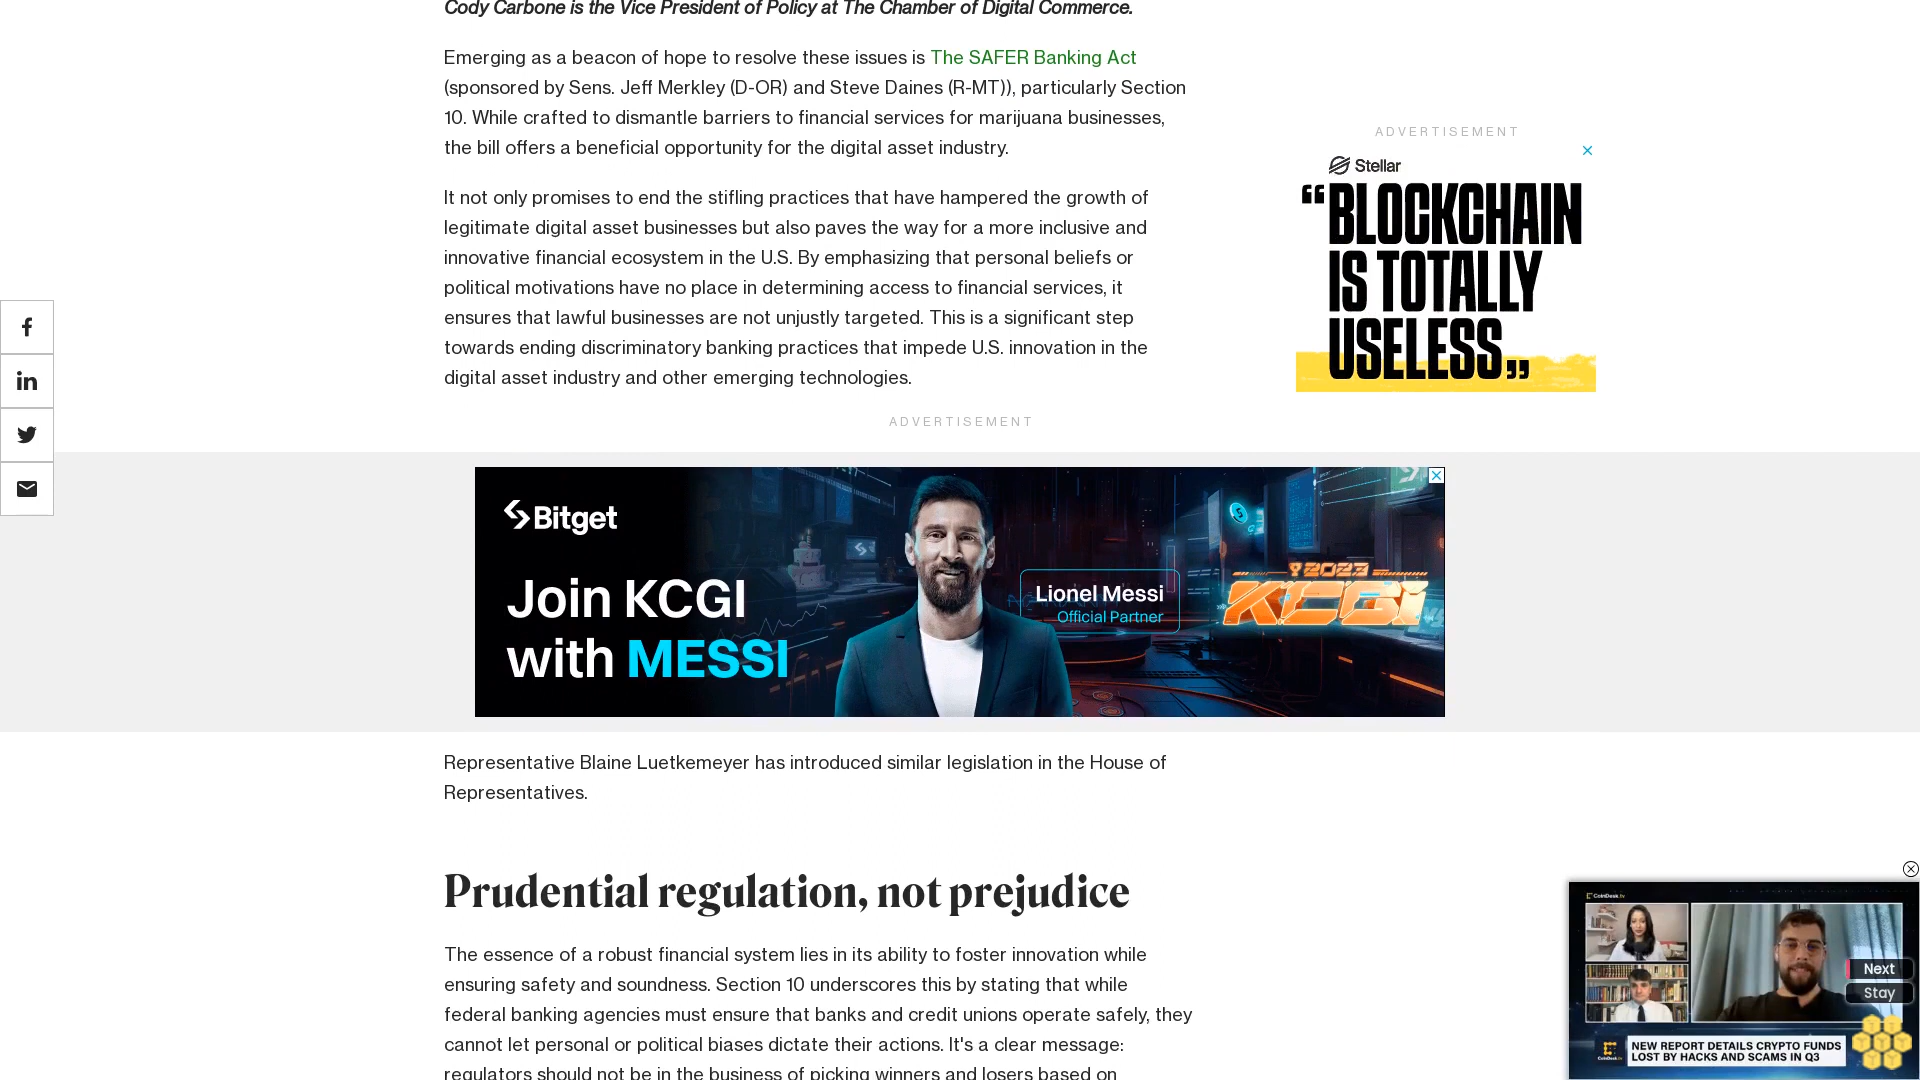 Cody Carbone is the Vice President of Policy at The Chamber of Digital Commerce.
Emerging as a beacon of hope to resolve these issues is The SAFER Banking Act
(sponsored by Sens. Jeff Merkley (D-OR) and Steve Daines (R-MT)), particularly Section
10. While crafted to dismantle barriers to financial services for marijuana businesses,
the bill offers a beneficial opportunity for the digital asset industry.
It not only promises to end the stifling practices that have hampered the growth of
legitimate digital asset businesses but also paves the way for a more inclusive and
innovative financial ecosystem in the U.S. By emphasizing that personal beliefs or
political motivations have no place in determining access to financial services, it
ensures that lawful businesses are not unjustly targeted. This is a significant step
towards ending discriminatory banking practices that impede U.S. innovation in the
digital asset industry and other emerging technologies.
ADVERTISEMENT
Stellar
“BLOCKCHAIN
IS TOTALLY
USELESS”
ADVERTISEMENT
Bitget
Join KCGI
with MESSI
Lionel Messi
Official Partner
2023
KCGI
Representative Blaine Luetkemeyer has introduced similar legislation in the House of
Representatives.
Prudential regulation, not prejudice
The essence of a robust financial system lies in its ability to foster innovation while
ensuring safety and soundness. Section 10 underscores this by stating that while
federal banking agencies must ensure that banks and credit unions operate safely, they
cannot let personal or political biases dictate their actions. It's a clear message:
regulators should not be in the business of picking winners and losers based on
CoinDesk.tv
Next
Stay
CoinDesk.tv
NEW REPORT DETAILS CRYPTO FUNDS
LOST BY HACKS AND SCAMS IN Q3